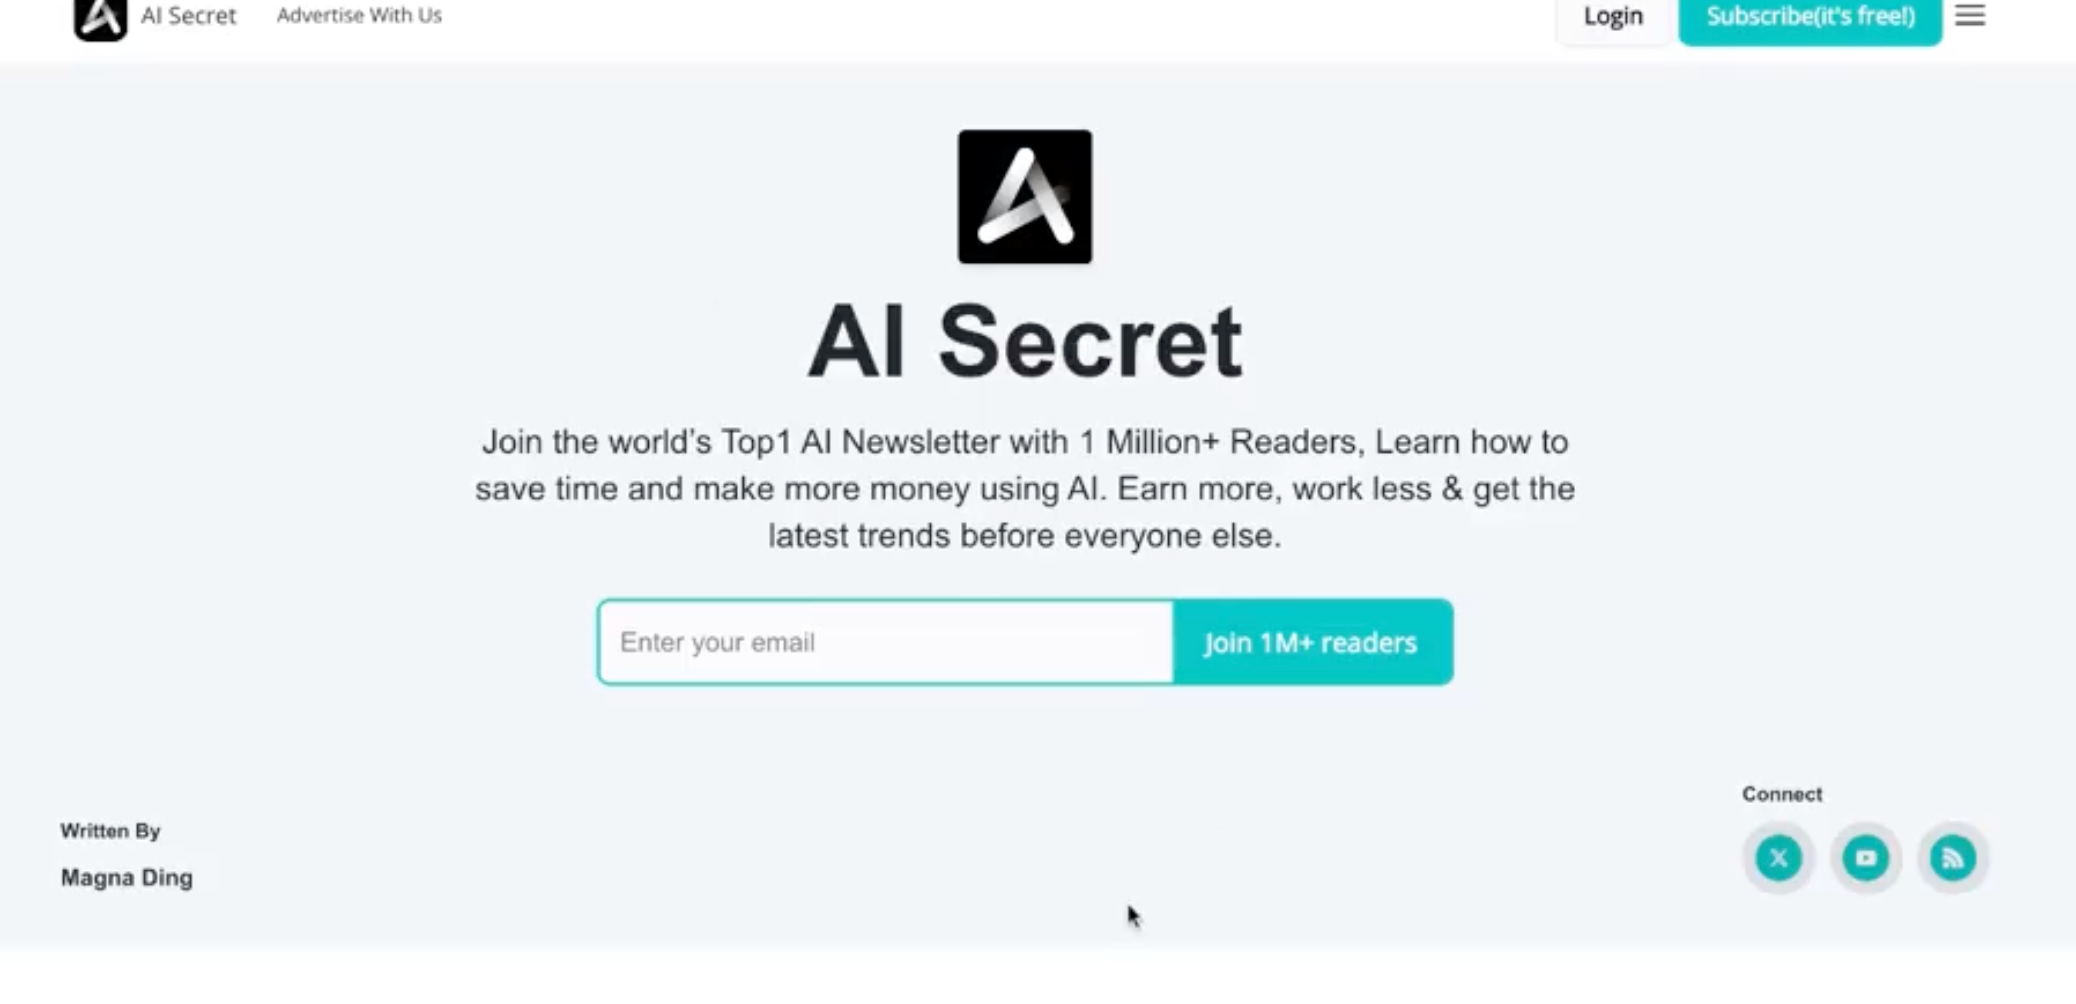 AI Secret
Advertise With Us
Login
Subscribe(it's free!)
AI Secret
Join the world’s Top1 AI Newsletter with 1 Million+ Readers, Learn how to
save time and make more money using AI. Earn more, work less & get the
latest trends before everyone else.
Enter your email
Join 1M+ readers
Written By
Magna Ding
Connect